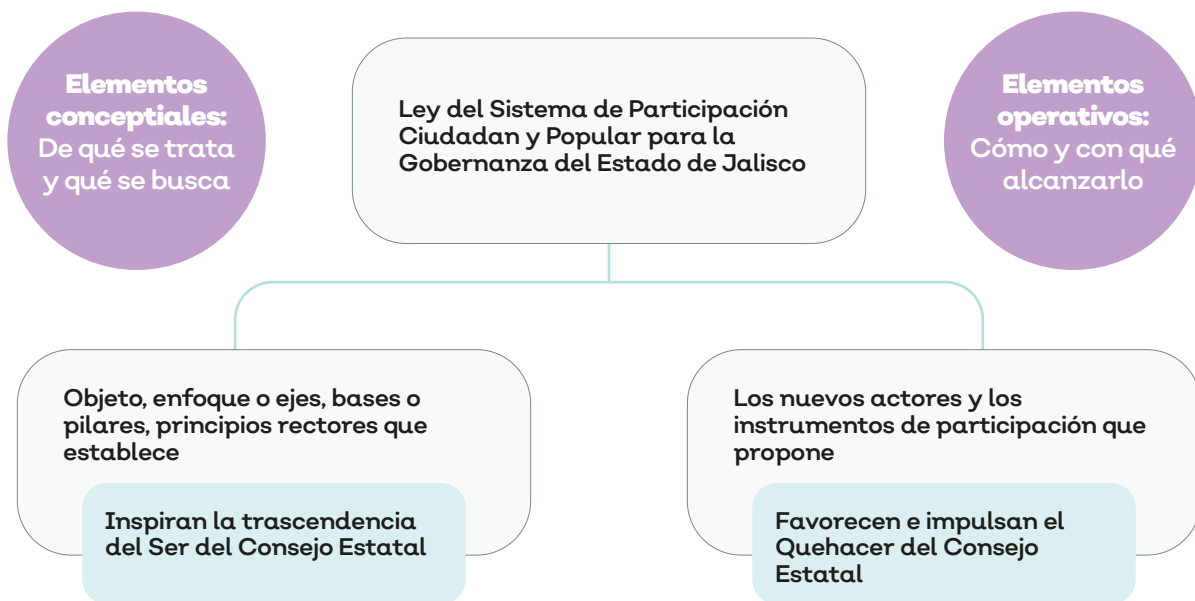 Elementos
conceptiales:
De qué se trata
y qué se busca
Ley del Sistema de Participación
Ciudadan y Popular para la
Gobernanza del Estado de Jalisco
Elementos
operativos:
Cómo y con qué
alcanzarlo
Objeto, enfoque o ejes, bases o
pilares, principios rectores que
establece
Inspiran la trascendencia
del Ser del Consejo Estatal
Los nuevos actores y los
instrumentos de participación que
propone
Favorecen e impulsan el
Quehacer del Consejo
Estatal